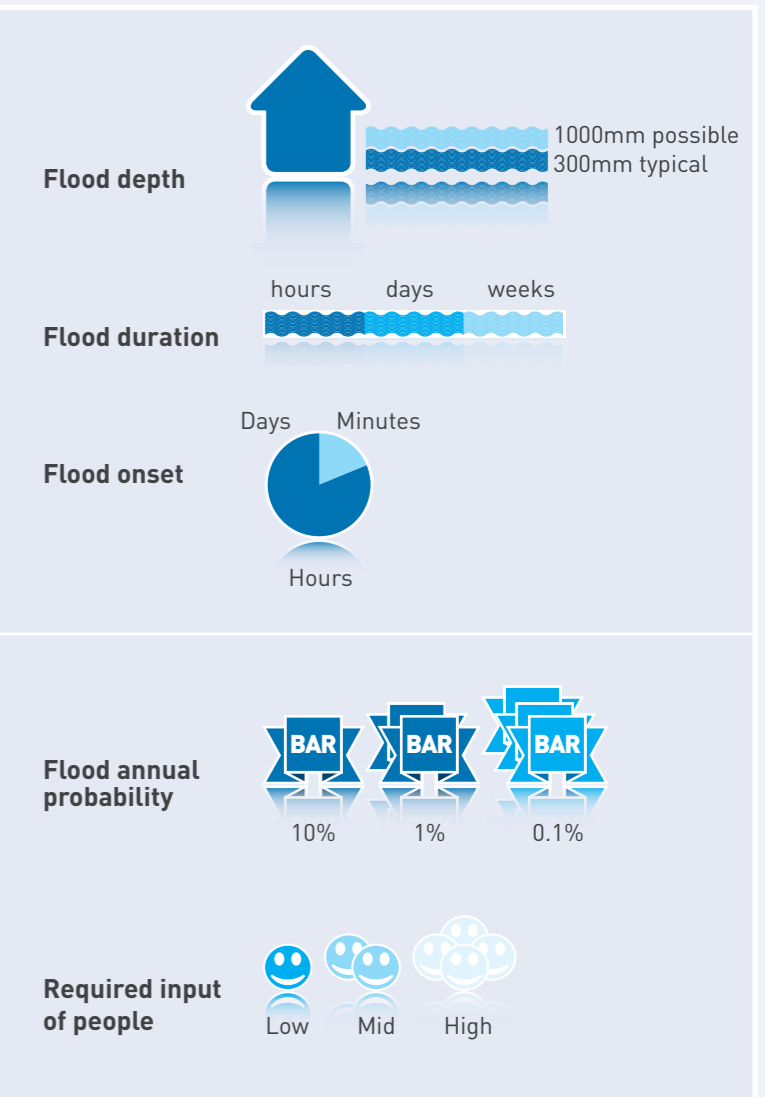 1000mm possible
300mm typical
Flood depth
hours days weeks
Flood duration
Days Minutes
Flood onset
Hours
BAR BAR BAR
Flood annual
probability
10% 1% 0.1%
Required input
of people
Low Mid High